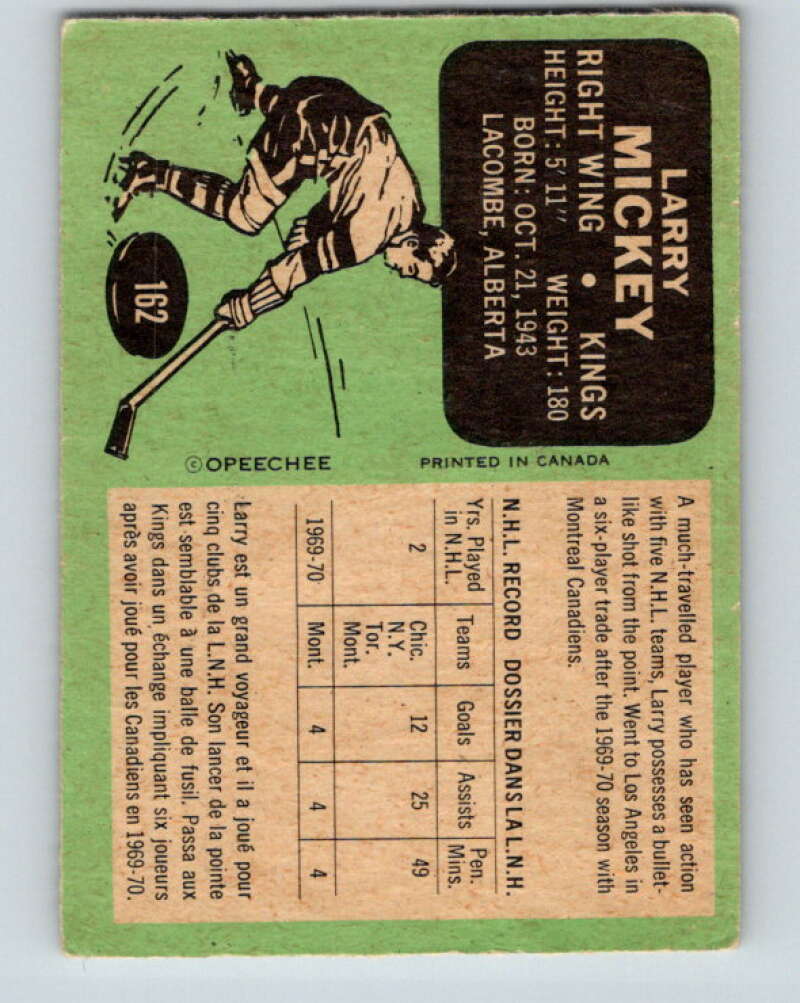 LARRY
MICKEY
RIGHT WING • KINGS
HEIGHT: 5'11" WEIGHT: 180
BORN: OCT. 21, 1943
LACOMBE, ALBERTA
162
©OPEECHEE
PRINTED IN CANADA
A much-travelled player who has seen action
with five N.H.L. teams, Larry possesses a bullet-
like shot from the point. Went to Los Angeles in
a six-player trade after the 1969-70 season with
Montreal Canadiens.
N.H.L. RECORD DOSSIER DANS LA L.N.H.
Yrs. Played in N.H.L. Teams Goals Assists Pen. Mins.
2 Chic. 12 25 49
N.Y.
Tor.
Mont.
1969-70 Mont. 4 4 4
Larry est un grand voyageur et il a joué pour
cinq clubs de la L.N.H. Son lancer de la pointe
est semblable à une balle de fusil. Passa aux
Kings dans un échange impliquant six joueurs
après avoir joué pour les Canadiens en 1969-70.